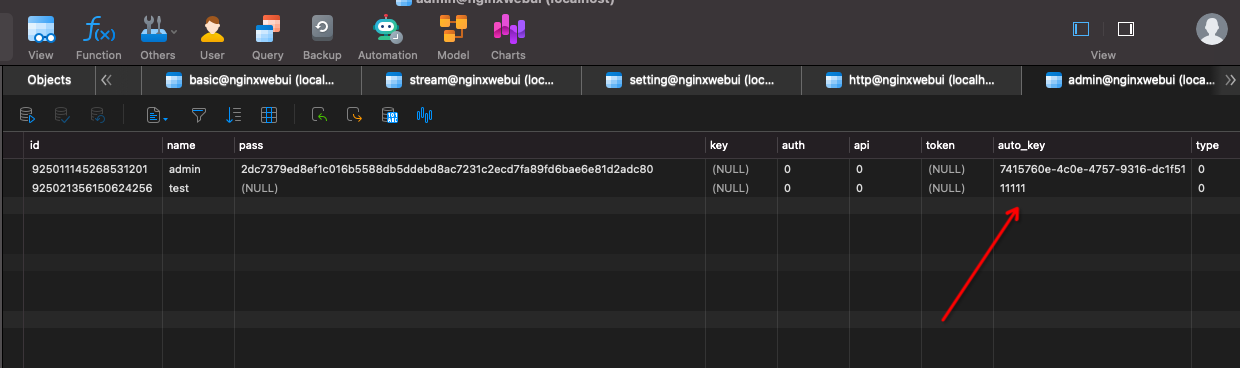 admin@nginxwebui (localhost)
View Function Others User Query Backup Automation Model Charts View
Objects basic@nginxwebui (local... stream@nginxwebui (loc... setting@nginxwebui (loc... http@nginxwebui (localh... admin@nginxwebui (loca...
id name pass key auth api token auto_key type
925011145268531201 admin 2dc7379ed8ef1c016b5588db5ddebd8ac7231c2ecd7fa89fd6bae6e81d2adc80 (NULL) 0 0 (NULL) 7415760e-4c0e-4757-9316-dc1f51 0
925021356150624256 test (NULL) (NULL) 0 0 (NULL) 11111 0